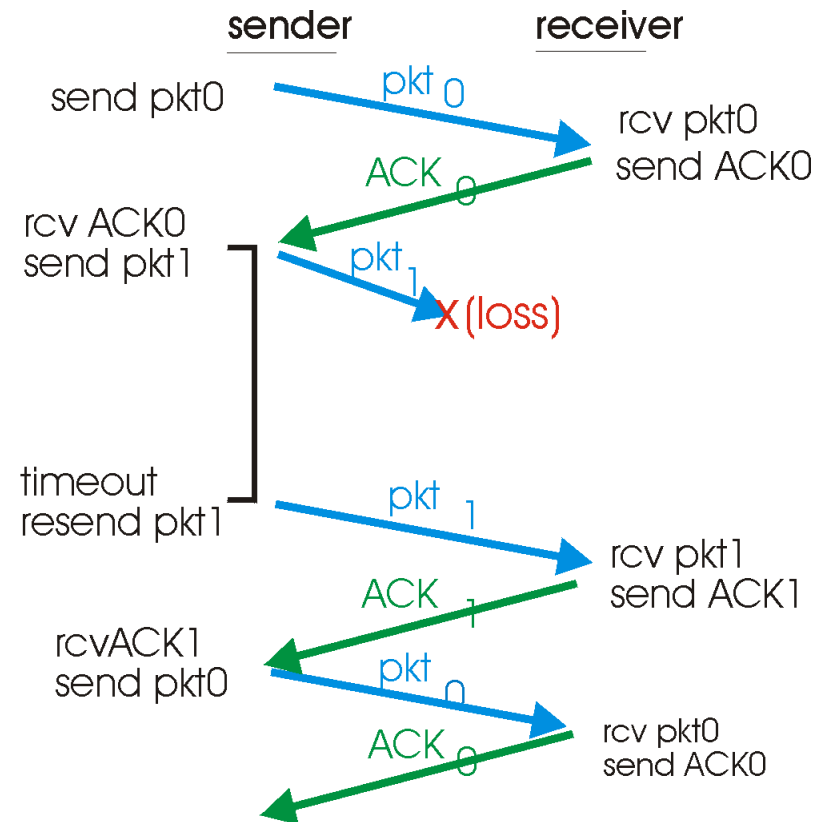 sender
receiver
send pkt0
pkt 0
rcv pkt0
send ACK0
ACK 0
rcv ACK0
send pkt1
pkt 1
X (loss)
timeout
resend pkt1
pkt 1
rcv pkt1
send ACK1
ACK 1
rcvACK1
send pkt0
pkt 0
rcv pkt0
send ACK0
ACK 0